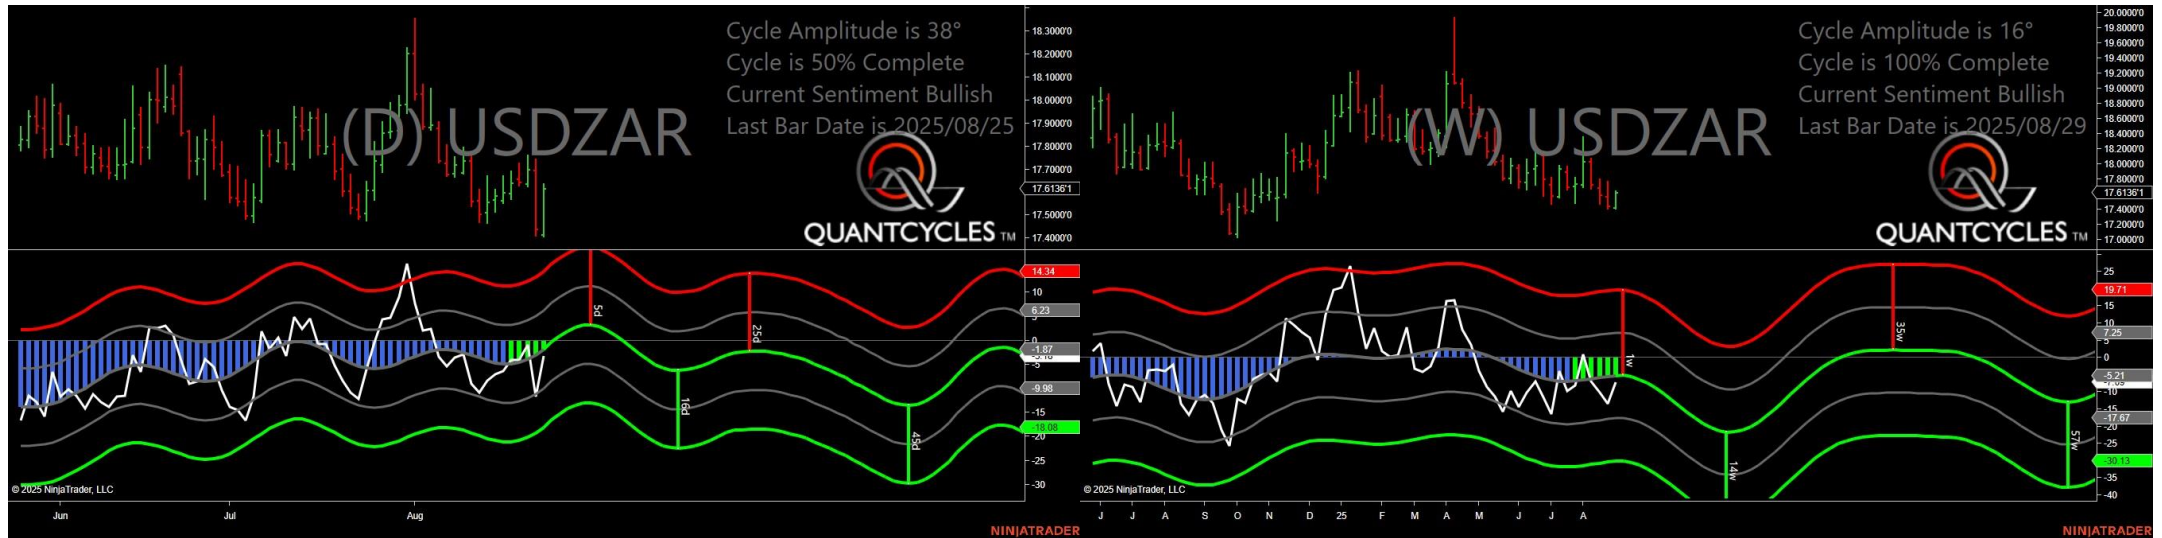 Cycle Amplitude is 38°
Cycle is 50% Complete
Current Sentiment Bullish
Last Bar Date is 2025/08/25
(D) USDZAR
QUANTCYCLES TM
18.3000'0
18.2000'0
18.1000'0
18.0000'0
17.9000'0
17.8000'0
17.7000'0
17.6136'1
17.5000'0
17.4000'0
14.34
10
6.23
0
-1.87
-5
-9.98
-15
-18.08
-20
-25
-30
5d
25d
16d
45d
© 2025 NinjaTrader, LLC
Jun Jul Aug
NINJATRADER
Cycle Amplitude is 16°
Cycle is 100% Complete
Current Sentiment Bullish
Last Bar Date is 2025/08/29
(W) USDZAR
QUANTCYCLES TM
20.0000'0
19.8000'0
19.6000'0
19.4000'0
19.2000'0
19.0000'0
18.8000'0
18.6000'0
18.4000'0
18.2000'0
18.0000'0
17.8000'0
17.6136'1
17.4000'0
17.2000'0
17.0000'0
25
19.71
15
10
7.25
5
0
-5.21
-10
-15
-17.67
-20
-25
-30.13
-35
-40
1w
35w
14w
57w
© 2025 NinjaTrader, LLC
J J A S O N D 25 F M A M J J A
NINJATRADER